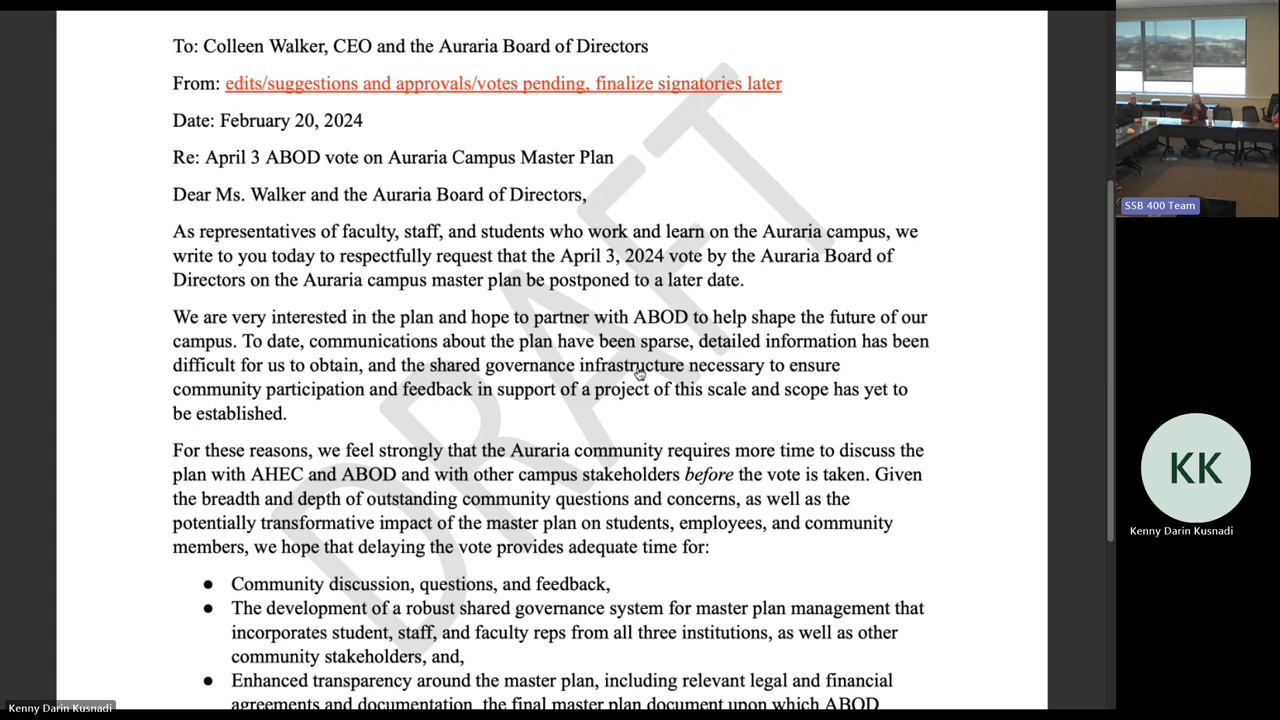 To: Colleen Walker, CEO and the Auraria Board of Directors
From: edits/suggestions and approvals/votes pending, finalize signatories later
Date: February 20, 2024
Re: April 3 ABOD vote on Auraria Campus Master Plan
Dear Ms. Walker and the Auraria Board of Directors,
As representatives of faculty, staff, and students who work and learn on the Auraria campus, we
write to you today to respectfully request that the April 3, 2024 vote by the Auraria Board of
Directors on the Auraria campus master plan be postponed to a later date.
We are very interested in the plan and hope to partner with ABOD to help shape the future of our
campus. To date, communications about the plan have been sparse, detailed information has been
difficult for us to obtain, and the shared governance infrastructure necessary to ensure
community participation and feedback in support of a project of this scale and scope has yet to
be established.
For these reasons, we feel strongly that the Auraria community requires more time to discuss the
plan with AHEC and ABOD and with other campus stakeholders before the vote is taken. Given
the breadth and depth of outstanding community questions and concerns, as well as the
potentially transformative impact of the master plan on students, employees, and community
members, we hope that delaying the vote provides adequate time for:
● Community discussion, questions, and feedback,
● The development of a robust shared governance system for master plan management that
incorporates student, staff, and faculty reps from all three institutions, as well as other
community stakeholders, and,
● Enhanced transparency around the master plan, including relevant legal and financial
agreements and documentation, the final master plan document upon which ABOD
DRAFT
SSB 400 Team
KK
Kenny Darin Kusnadi
Kenny Darin Kusnadi